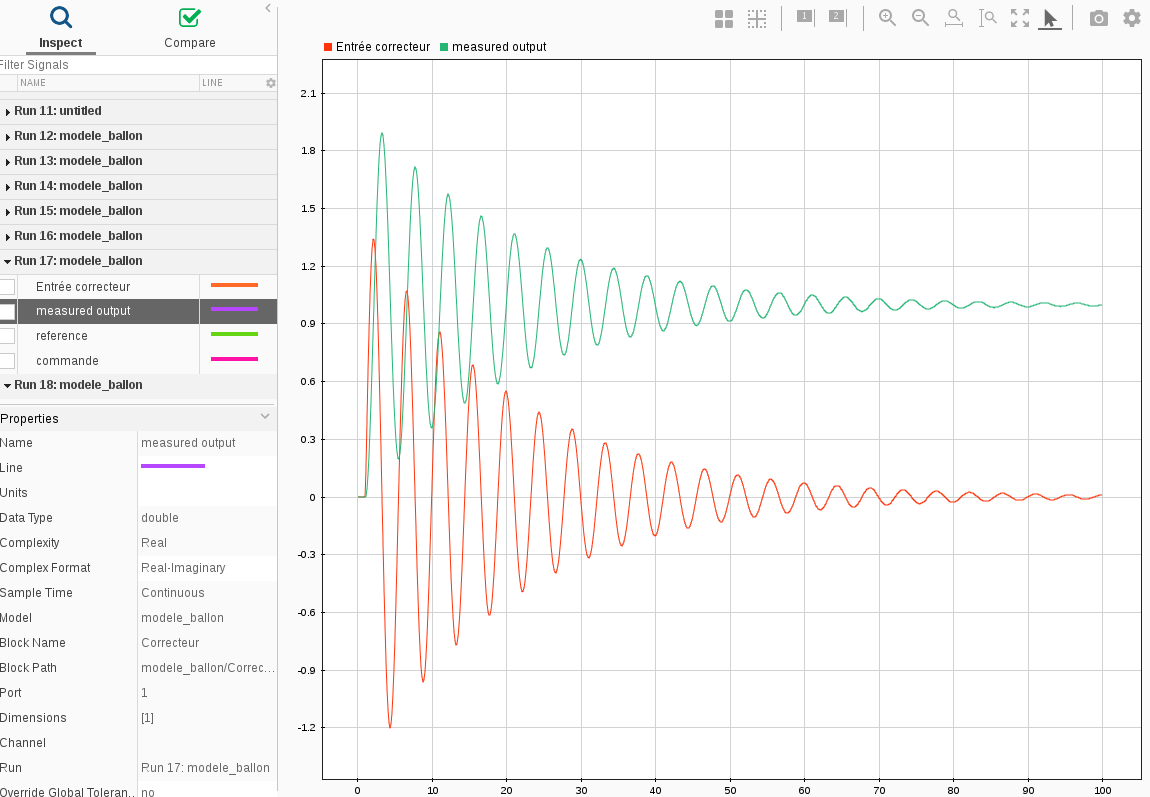 Inspect
Compare
Filter Signals
NAME
LINE
Run 11: untitled
Run 12: modele_ballon
Run 13: modele_ballon
Run 14: modele_ballon
Run 15: modele_ballon
Run 16: modele_ballon
Run 17: modele_ballon
Entrée correcteur
measured output
reference
commande
Run 18: modele_ballon
Properties
Name measured output
Line
Units
Data Type double
Complexity Real
Complex Format Real-Imaginary
Sample Time Continuous
Model modele_ballon
Block Name Correcteur
Block Path modele_ballon/Correc...
Port 1
Dimensions [1]
Channel
Run Run 17: modele_ballon
Override Global Toleran.. no
1 2
Entrée correcteur measured output
2.1
1.8
1.5
1.2
0.9
0.6
0.3
0
-0.3
-0.6
-0.9
-1.2
0 10 20 30 40 50 60 70 80 90 100